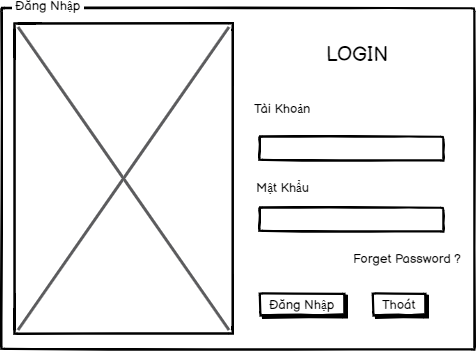 Đăng Nhập
LOGIN
Tài Khoản
Mật Khẩu
Forget Password ?
Đăng Nhập
Thoát